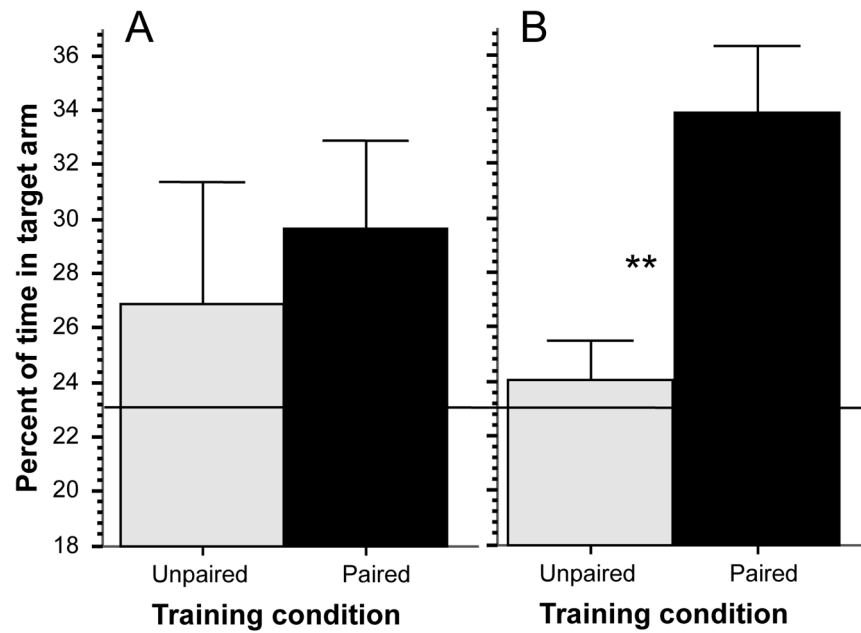 A
B
Percent of time in target arm
36
34
32
30
28
26
24
22
20
18
**
Unpaired Paired
Unpaired Paired
Training condition
Training condition